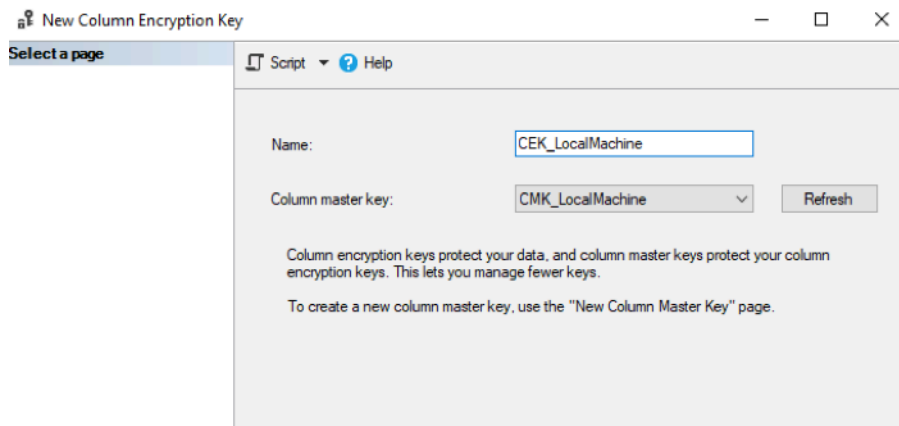 New Column Encryption Key
Select a page
Script Help
Name: CEK_LocalMachine
Column master key: CMK_LocalMachine Refresh
Column encryption keys protect your data, and column master keys protect your column
encryption keys. This lets you manage fewer keys.
To create a new column master key, use the "New Column Master Key" page.